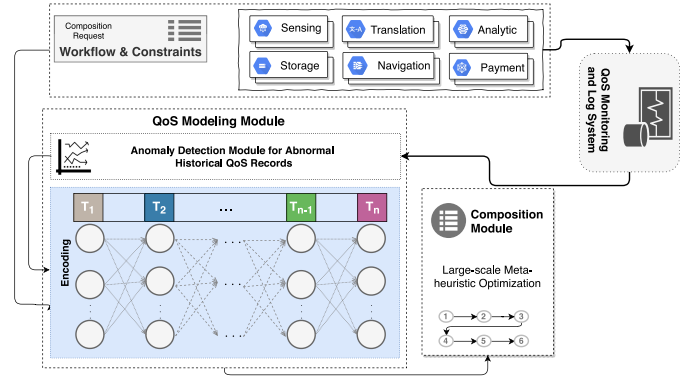 Composition
Request
Workflow & Constraints
Sensing
Translation
Analytic
Storage
Navigation
Payment
QoS Monitoring
and Log System
QoS Modeling Module
Anomaly Detection Module for Abnormal
Historical QoS Records
Encoding
T1 T2 ... Tn-1 Tn
Composition
Module
Large-scale Meta-
heuristic Optimization
1 2 3
4 5 6